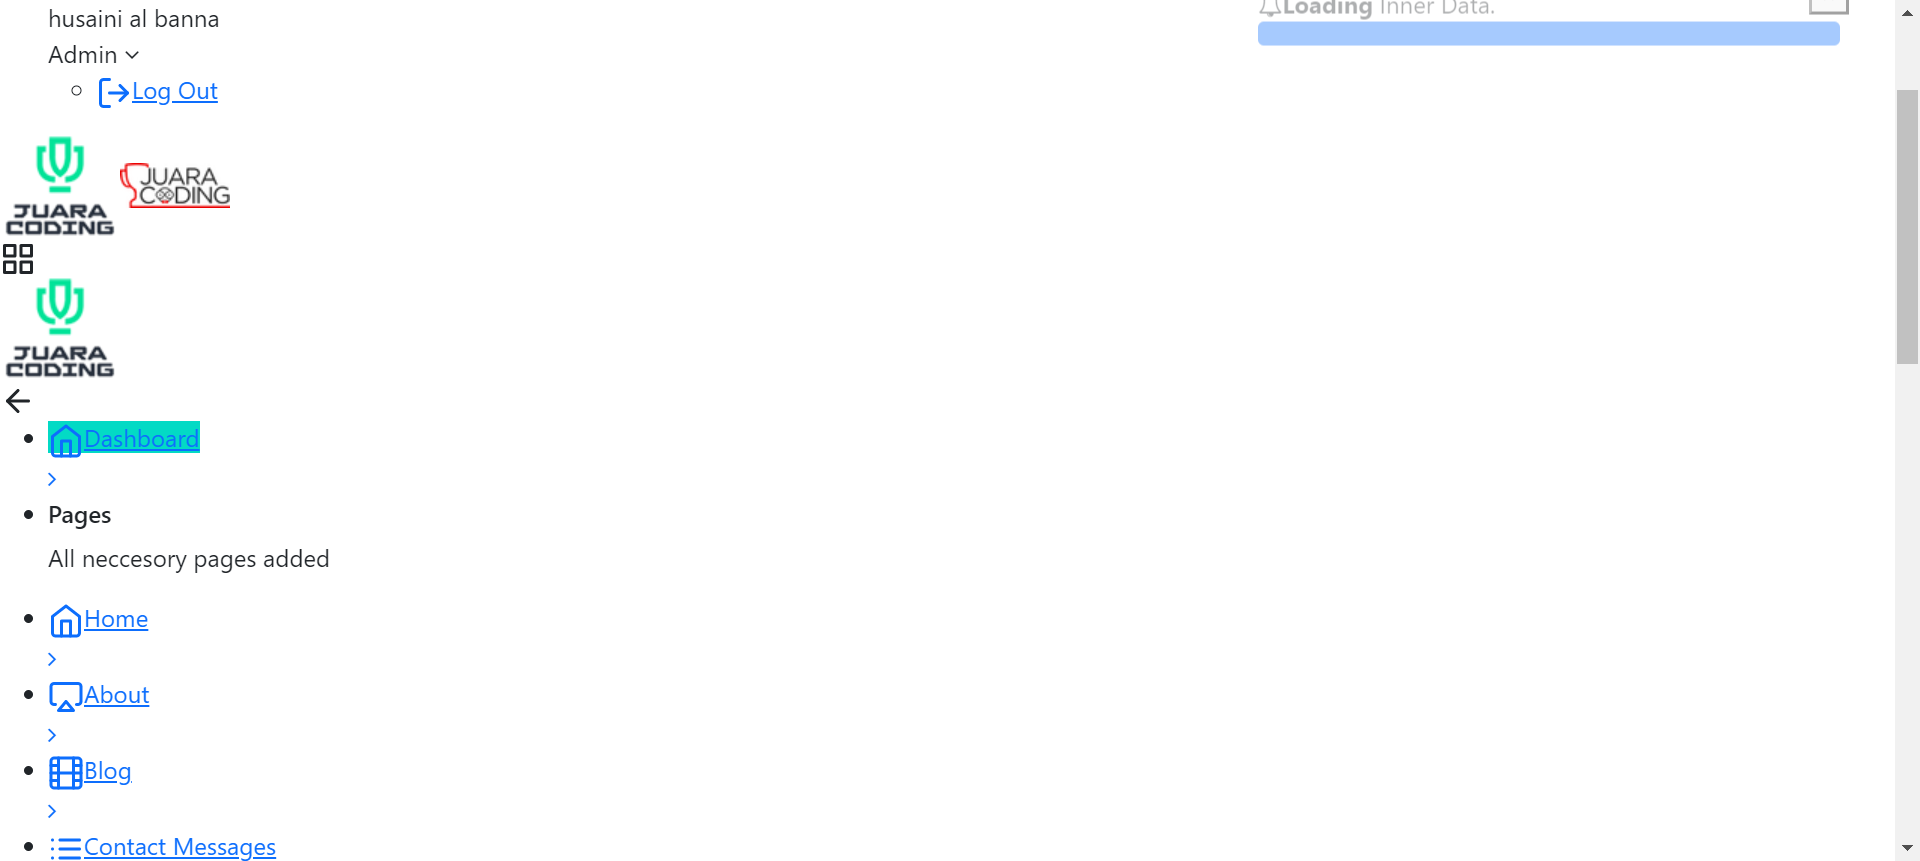 husaini al banna
Loading Inner Data.
Admin
Log Out
JUARA
CODING
JUARA
CODING
JUARA
CODING
Dashboard
Pages
All neccesory pages added
Home
About
Blog
Contact Messages